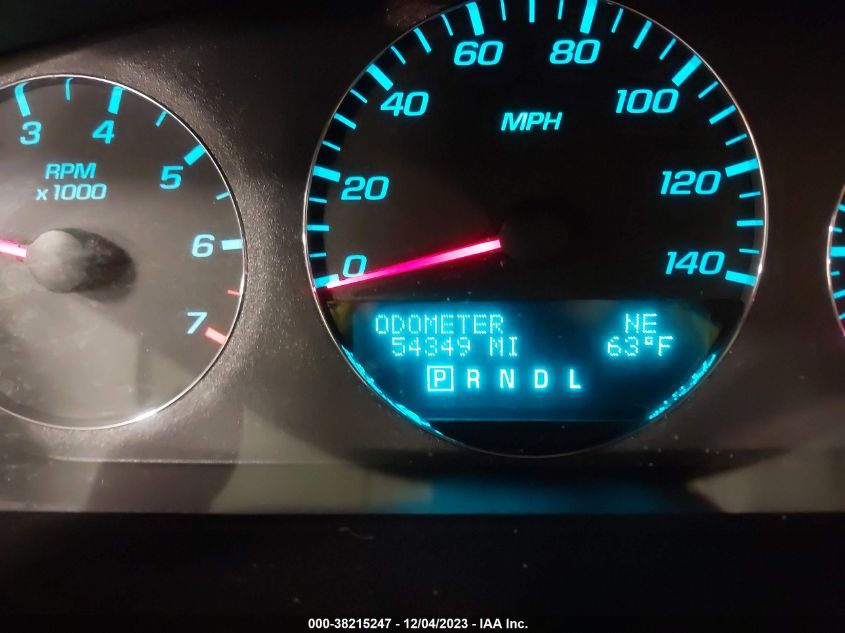 3 4 5 6 7
RPM
x1000
0 20 40 60 80 100 120 140
MPH
ODOMETER NE
54349 MI 63°F
P R N D L
000-38215247 - 12/04/2023 - IAA Inc.